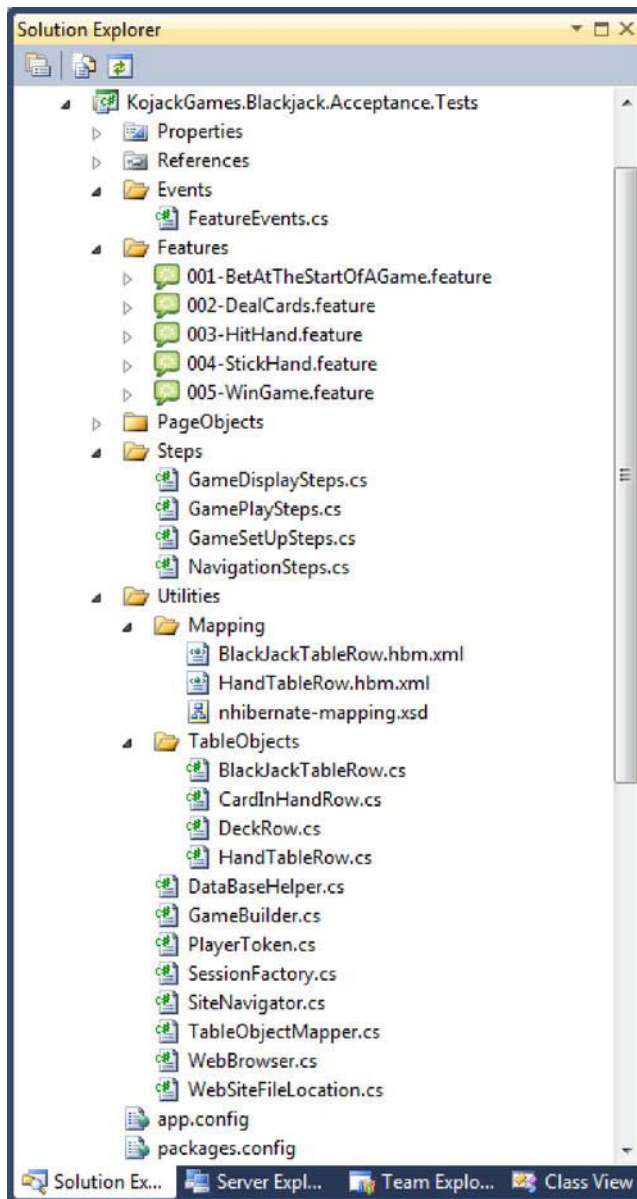 Solution Explorer
KojackGames.Blackjack.Acceptance.Tests
Properties
References
Events
FeatureEvents.cs
Features
001-BetAtTheStartOfAGame.feature
002-DealCards.feature
003-HitHand.feature
004-StickHand.feature
005-WinGame.feature
PageObjects
Steps
GameDisplaySteps.cs
GamePlaySteps.cs
GameSetUpSteps.cs
NavigationSteps.cs
Utilities
Mapping
BlackJackTableRow.hbm.xml
HandTableRow.hbm.xml
nhibernate-mapping.xsd
TableObjects
BlackJackTableRow.cs
CardInHandRow.cs
DeckRow.cs
HandTableRow.cs
DataBaseHelper.cs
GameBuilder.cs
PlayerToken.cs
SessionFactory.cs
SiteNavigator.cs
TableObjectMapper.cs
WebBrowser.cs
WebSiteFileLocation.cs
app.config
packages.config
Solution Ex... Server Expl... Team Explo... Class View